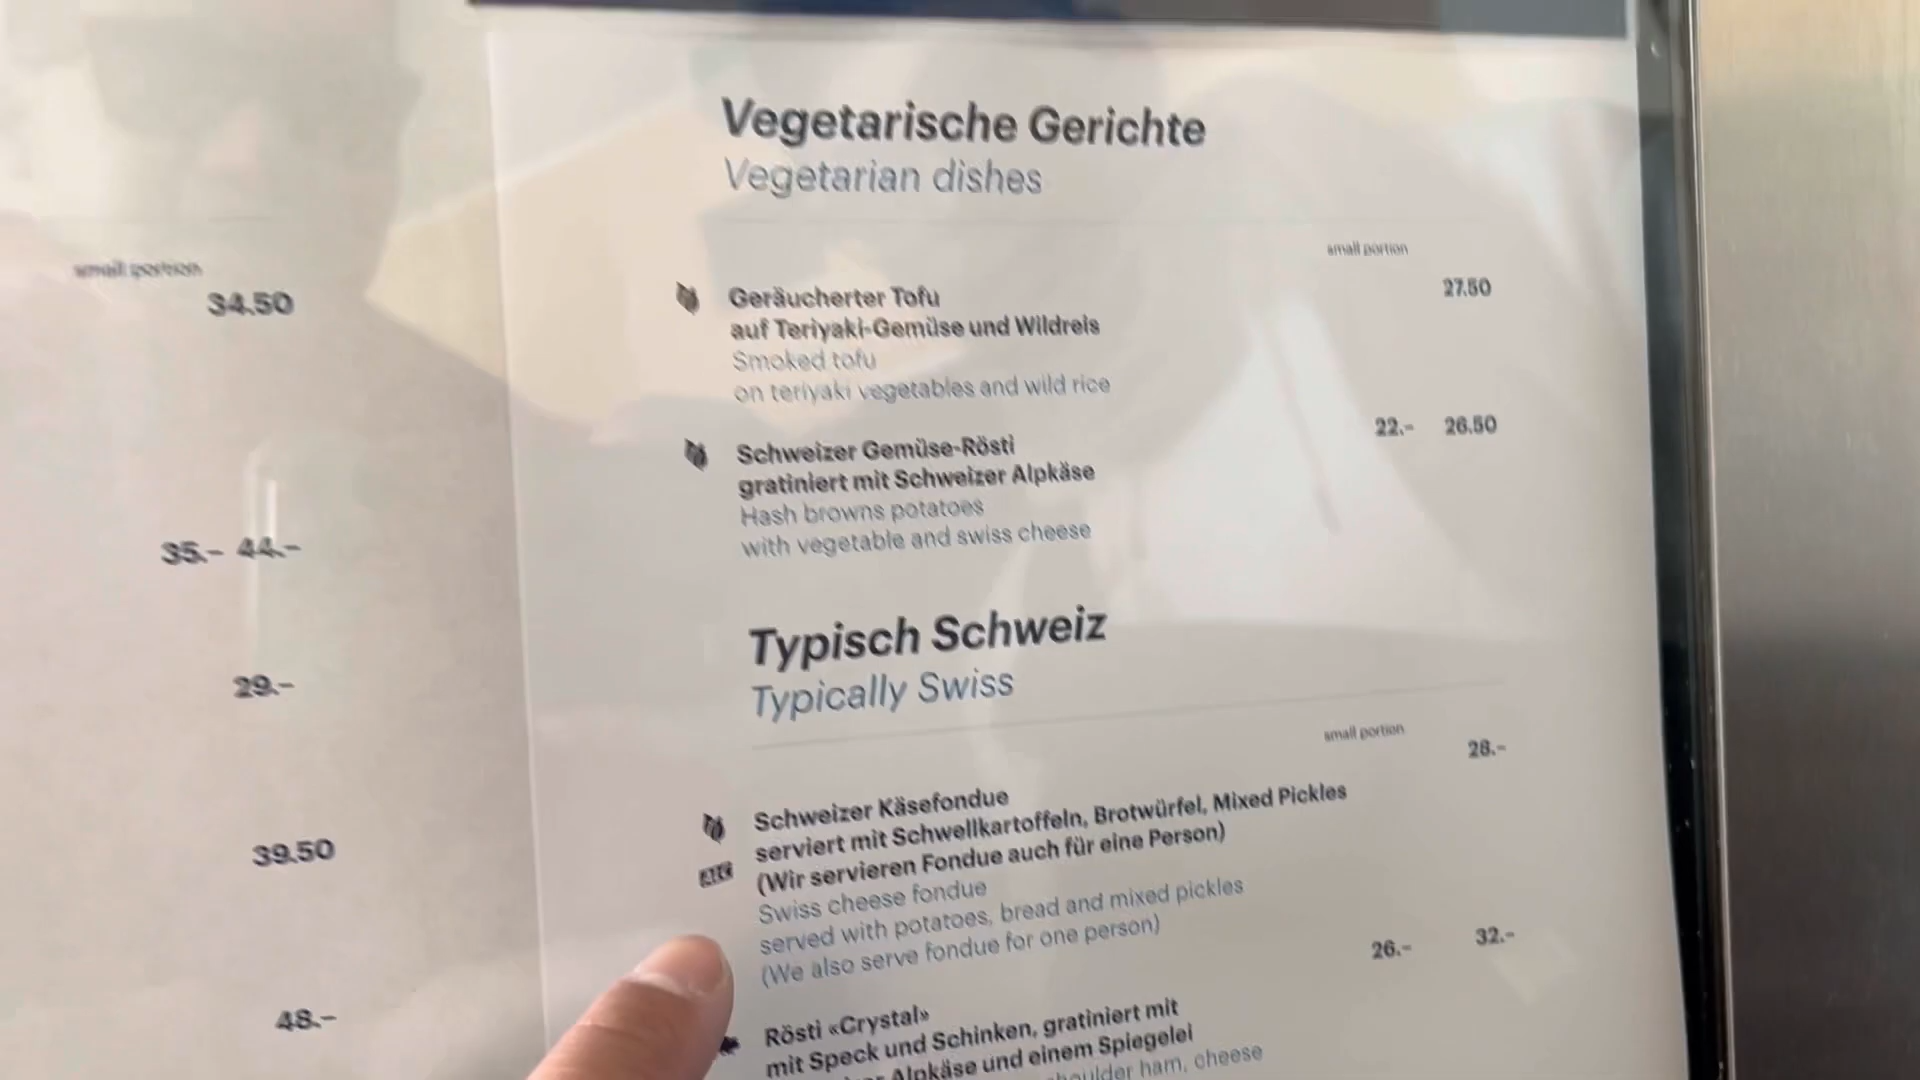 small portion
34.50
35.- 44.-
29.-
39.50
48.-
Vegetarische Gerichte
Vegetarian dishes
small portion
Geräucherter Tofu 27.50
auf Teriyaki-Gemüse und Wildreis
Smoked tofu
on teriyaki vegetables and wild rice
Schweizer Gemüse-Rösti 22.- 26.50
gratiniert mit Schweizer Alpkäse
Hash browns potatoes
with vegetable and swiss cheese
Typisch Schweiz
Typically Swiss
small portion
Schweizer Käsefondue 28.-
serviert mit Schwellkartoffeln, Brotwürfel, Mixed Pickles
(Wir servieren Fondue auch für eine Person)
Swiss cheese fondue
served with potatoes, bread and mixed pickles
(We also serve fondue for one person)
Rösti «Crystal» 26.- 32.-
mit Speck und Schinken, gratiniert mit
Alpkäse und einem Spiegelei
ham, cheese